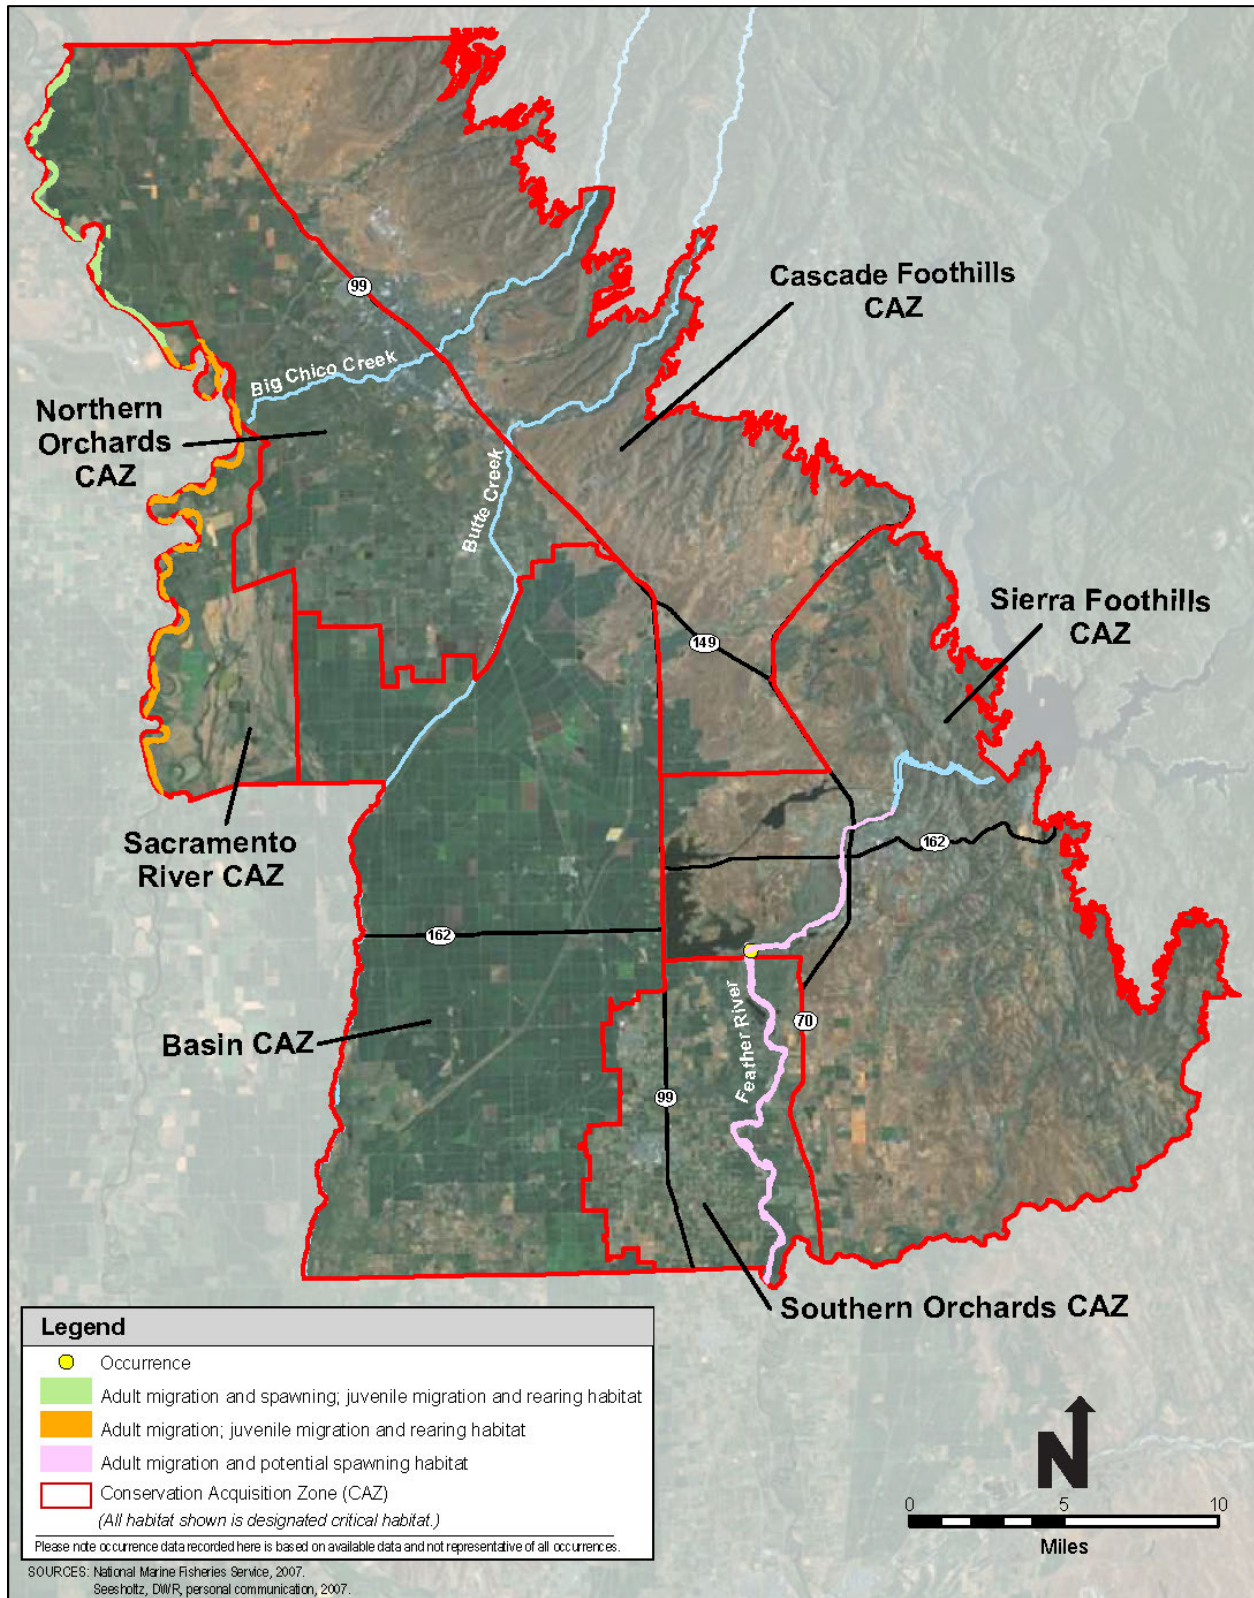 99
Cascade Foothills
CAZ
Big Chico Creek
Northern
Orchards
CAZ
Butte Creek
Sierra Foothills
CAZ
149
Sacramento
River CAZ
162
162
Basin CAZ
Feather River
70
99
Southern Orchards CAZ
Legend
Occurrence
Adult migration and spawning; juvenile migration and rearing habitat
Adult migration; juvenile migration and rearing habitat
Adult migration and potential spawning habitat
Conservation Acquisition Zone (CAZ)
(All habitat shown is designated critical habitat.)
Please note occurrence data recorded here is based on available data and not representative of all occurrences.
SOURCES: National Marine Fisheries Service, 2007.
Seesholtz, DWR, personal communication, 2007.
N
0 5 10
Miles